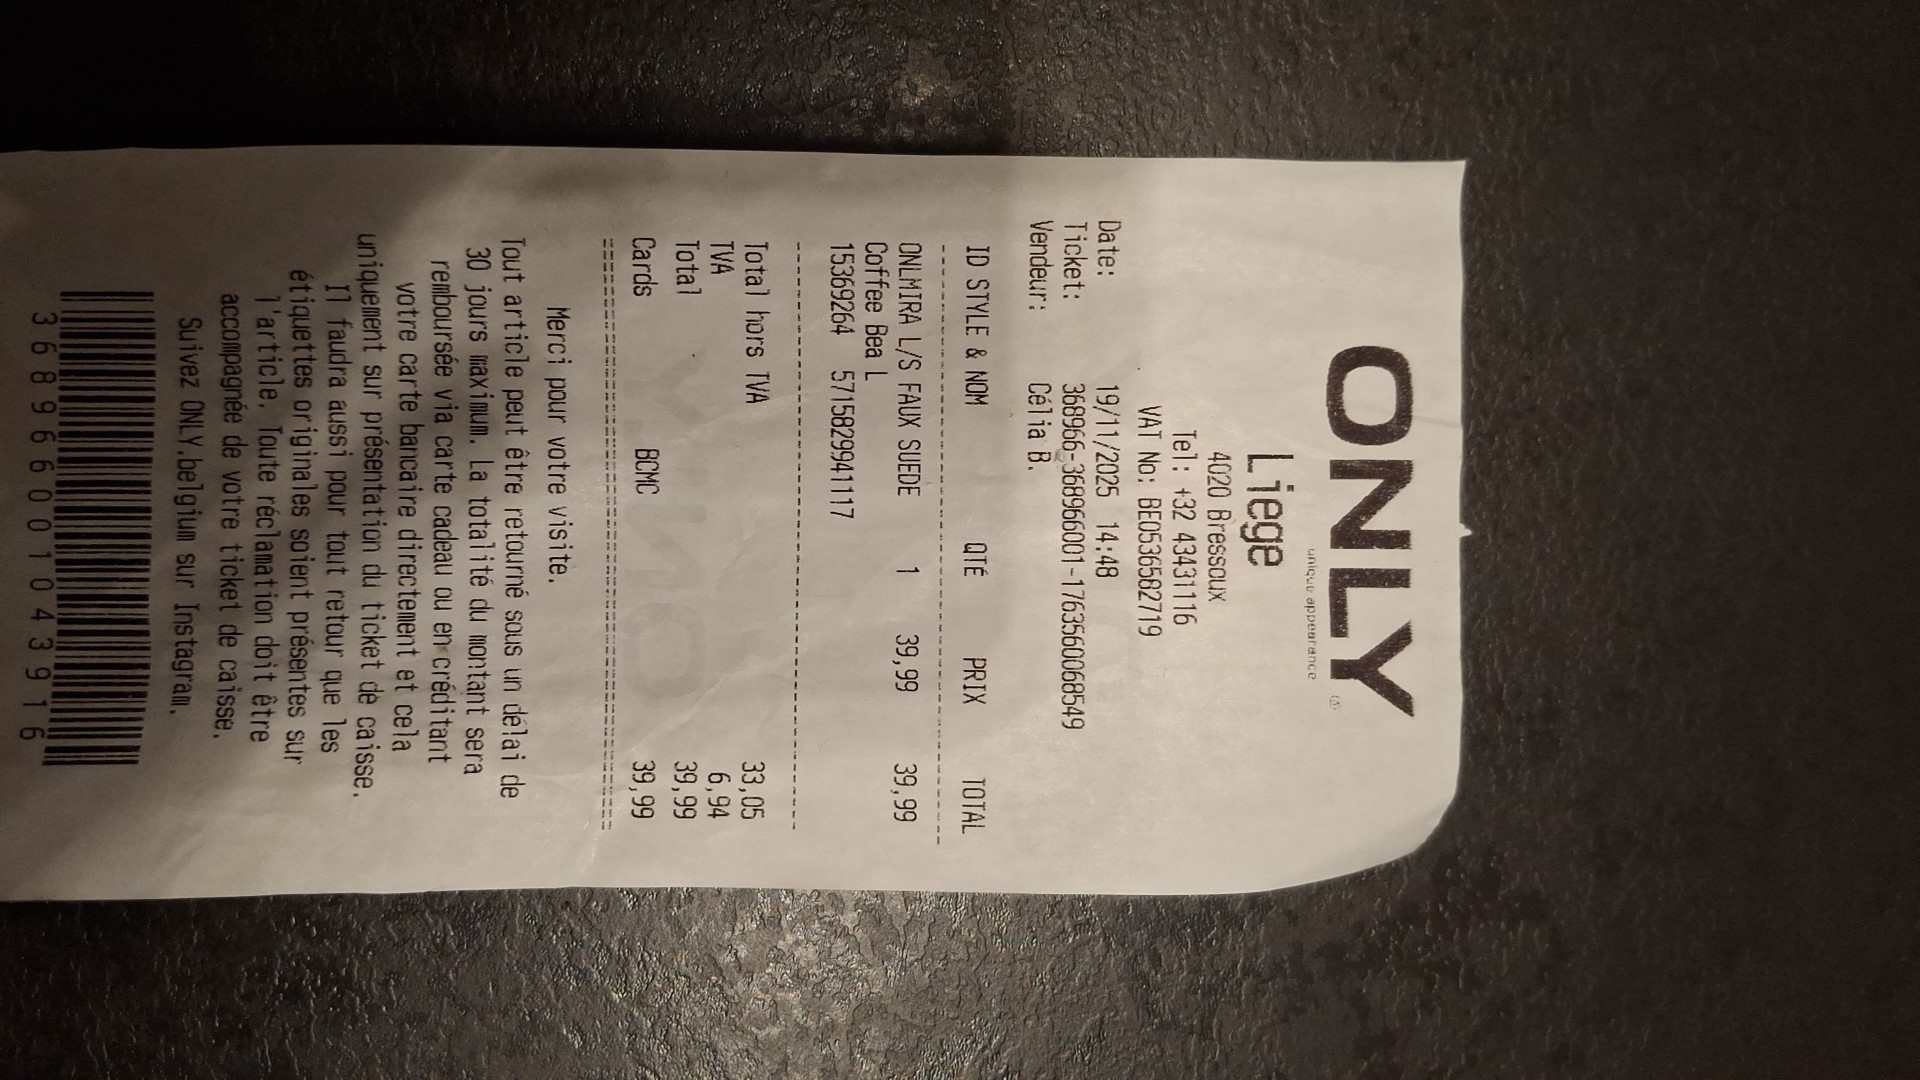 ONLY
unique appearance
Liege
4020 Bressoux
Tel: +32 43431116
VAT No: BE0536582719
Date: 19/11/2025 14:48
Ticket: 368966-368966001-1763560068549
Vendeur: Célia B.
ID STYLE & NOM QTÉ PRIX TOTAL
ONLMIRA L/S FAUX SUEDE 1 39,99 39,99
Coffee Bea L
15369264 5715829941117
Total hors TVA 33,05
TVA 6,94
Total 39,99
Cards BCMC 39,99
Merci pour votre visite.
Tout article peut être retourné sous un délai de
30 jours maximum. La totalité du montant sera
remboursée via carte cadeau ou en créditant
votre carte bancaire directement et cela
uniquement sur présentation du ticket de caisse.
Il faudra aussi pour tout retour que les
étiquettes originales soient présentes sur
l'article. Toute réclamation doit être
accompagnée de votre ticket de caisse.
Suivez ONLY.belgium sur Instagram.
368966001043916